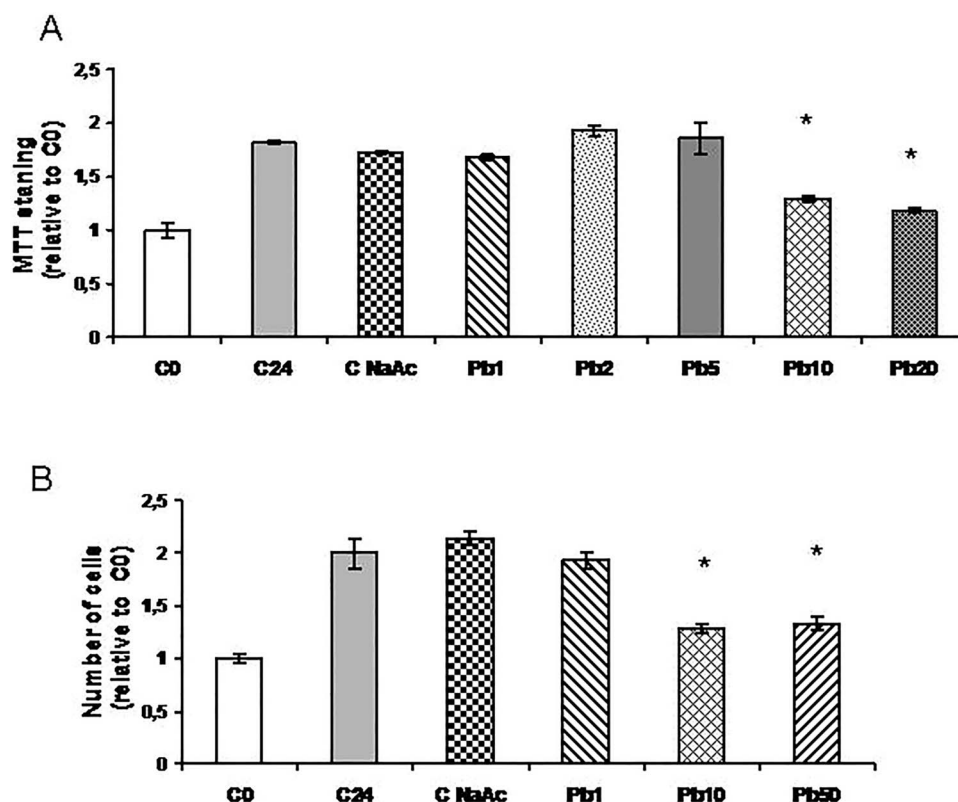 A
MTT staning
(relative to C0)
2,5
2
1,5
1
0,5
0
* *
C0 C24 C NaAc Pb1 Pb2 Pb5 Pb10 Pb20
B
Number of cells
(relative to C0)
2,5
2
1,5
1
0,5
0
* *
C0 C24 C NaAc Pb1 Pb10 Pb50